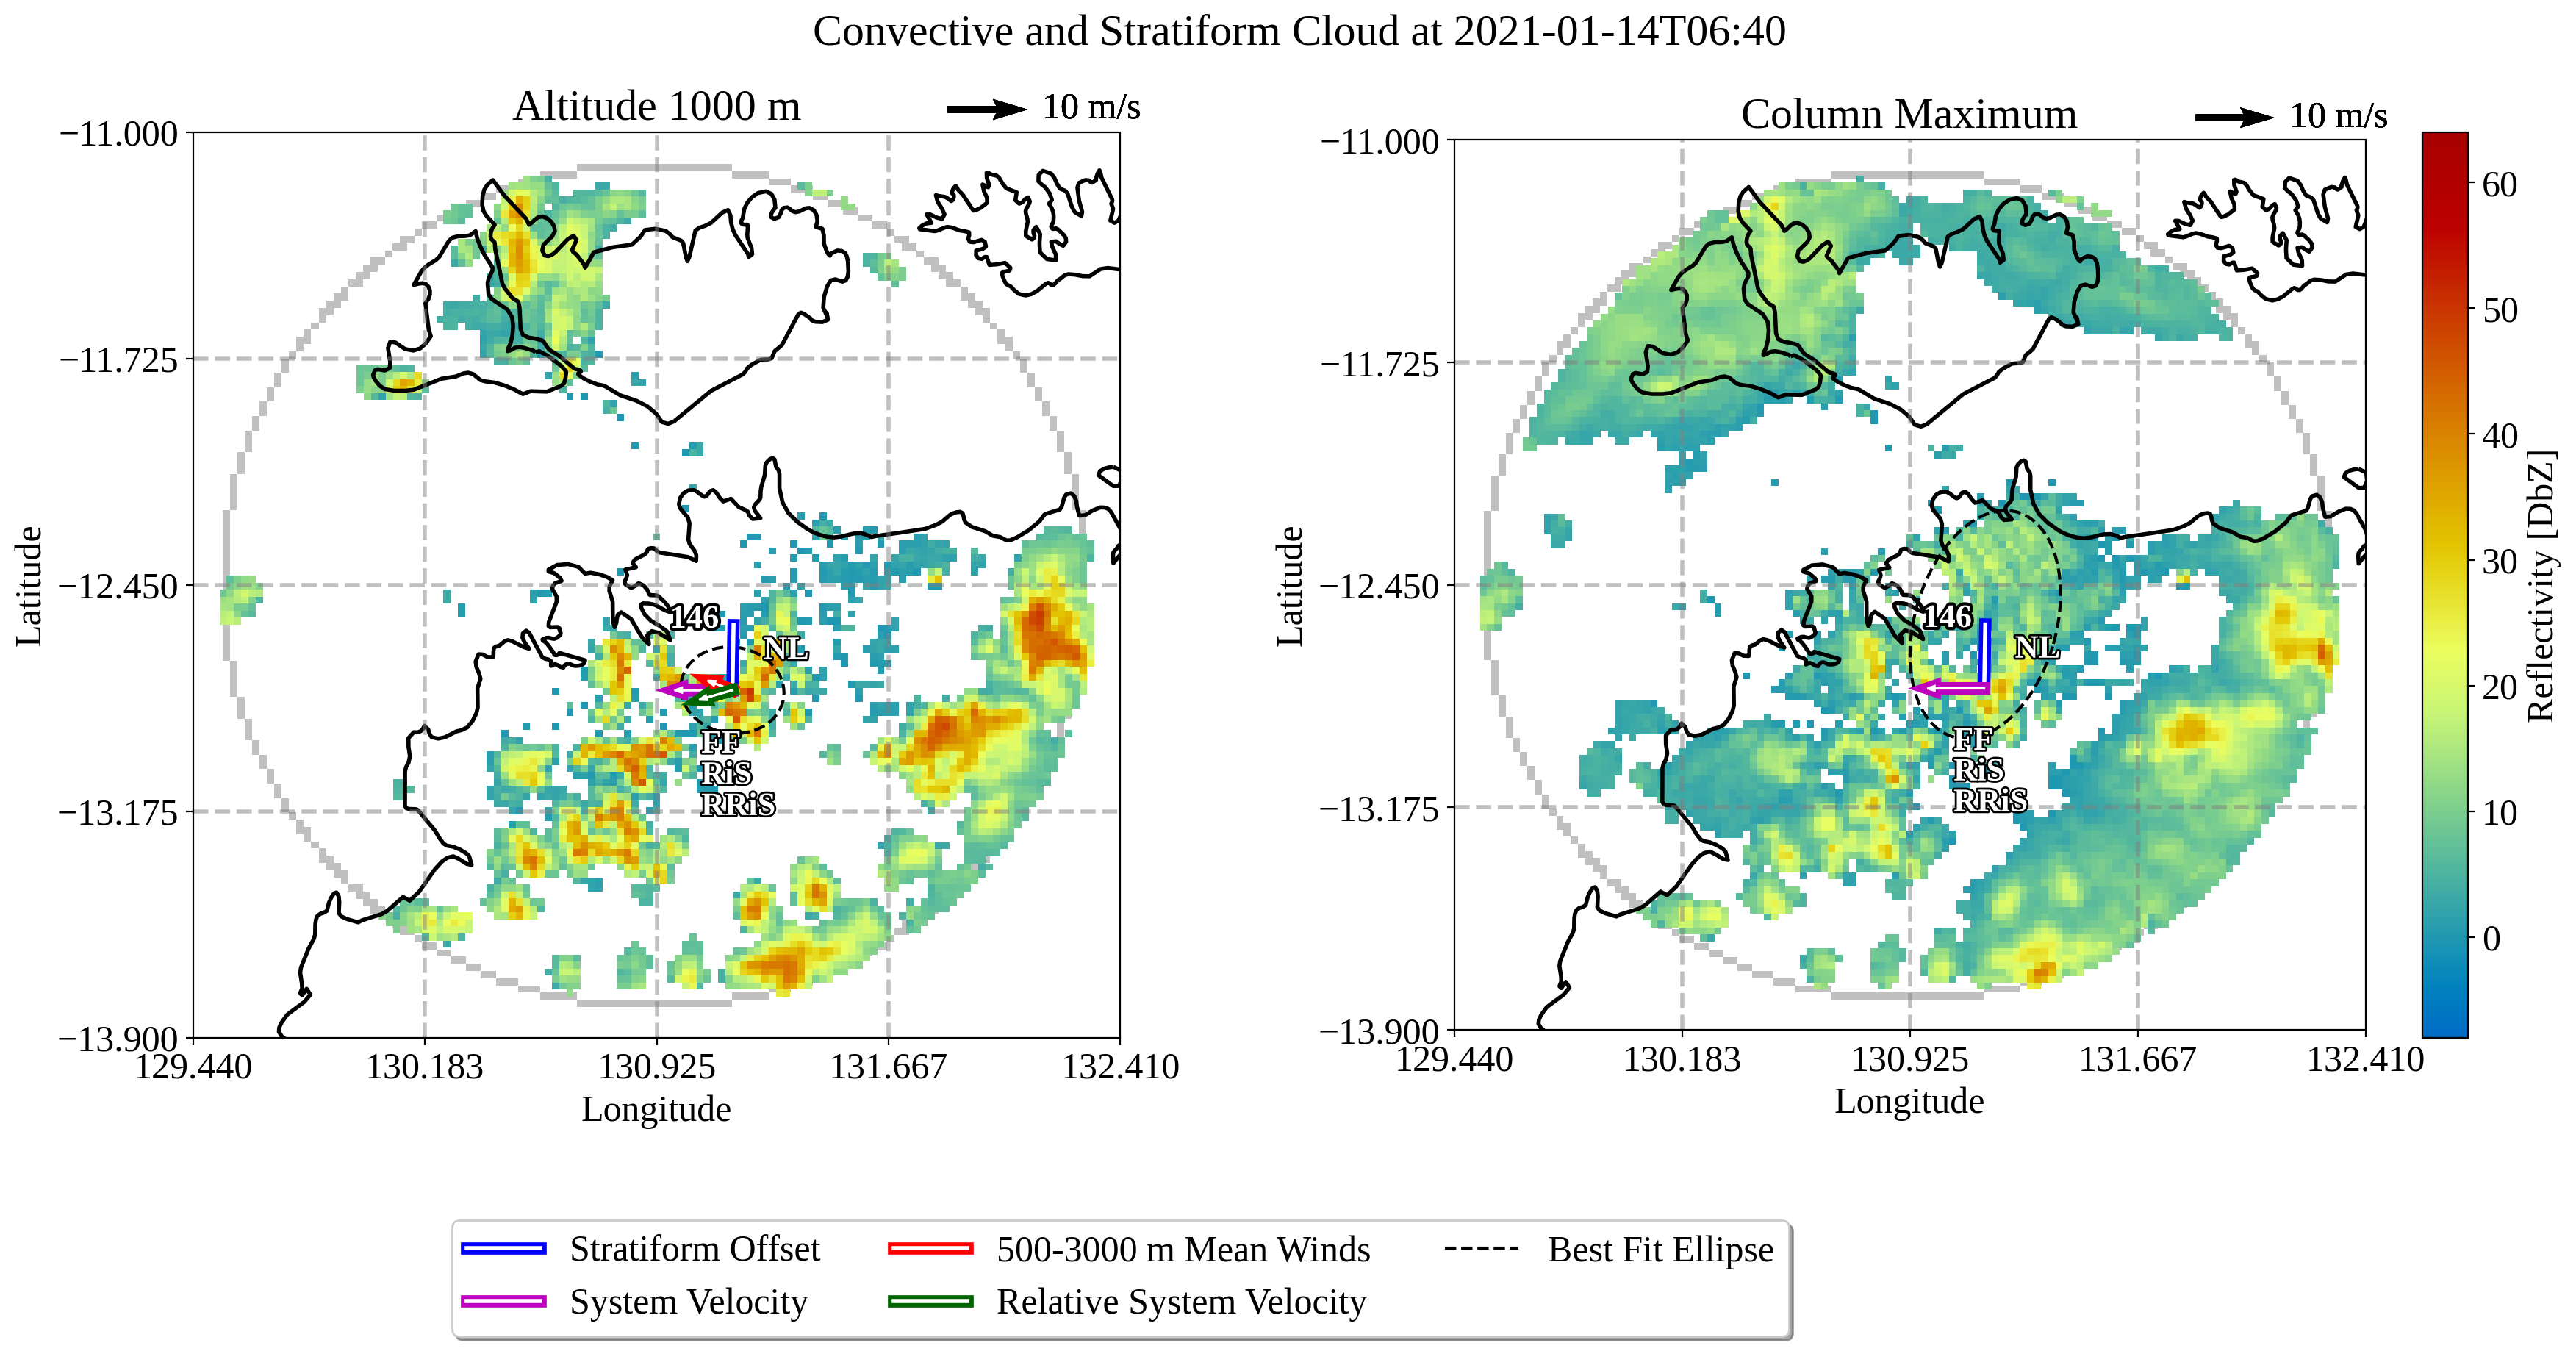 Convective and Stratiform Cloud at 2021-01-14T06:40
Altitude 1000 m
10 m/s
−11.000
−11.725
−12.450
−13.175
−13.900
129.440
130.183
130.925
131.667
132.410
Latitude
Longitude
146
NL
FF
RiS
RRiS
Column Maximum
10 m/s
−11.000
−11.725
−12.450
−13.175
−13.900
129.440
130.183
130.925
131.667
132.410
Latitude
Longitude
146
NL
FF
RiS
RRiS
60
50
40
30
20
10
0
Reflectivity [DbZ]
Stratiform Offset
500-3000 m Mean Winds
Best Fit Ellipse
System Velocity
Relative System Velocity